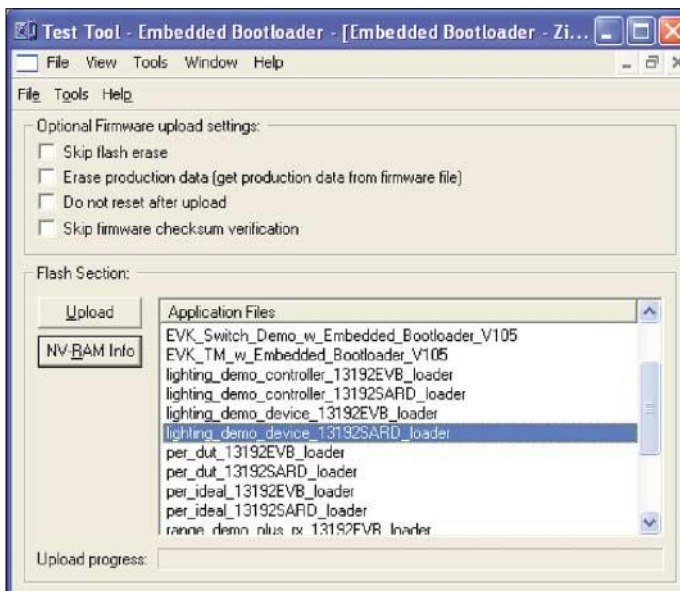 Test Tool - Embedded Bootloader - [Embedded Bootloader - Zi...
File View Tools Window Help
File Tools Help
Optional Firmware upload settings:
Skip flash erase
Erase production data (get production data from firmware file)
Do not reset after upload
Skip firmware checksum verification
Flash Section:
Upload
NV-RAM Info
Application Files
EVK_Switch_Demo_w_Embedded_Bootloader_V105
EVK_TM_w_Embedded_Bootloader_V105
lighting_demo_controller_13192EVB_loader
lighting_demo_controller_13192SARD_loader
lighting_demo_device_13192EVB_loader
lighting_demo_device_13192SARD_loader
per_dut_13192EVB_loader
per_dut_13192SARD_loader
per_ideal_13192EVB_loader
per_ideal_13192SARD_loader
range_demo_plus_rx_13192EVB_loader
Upload progress: